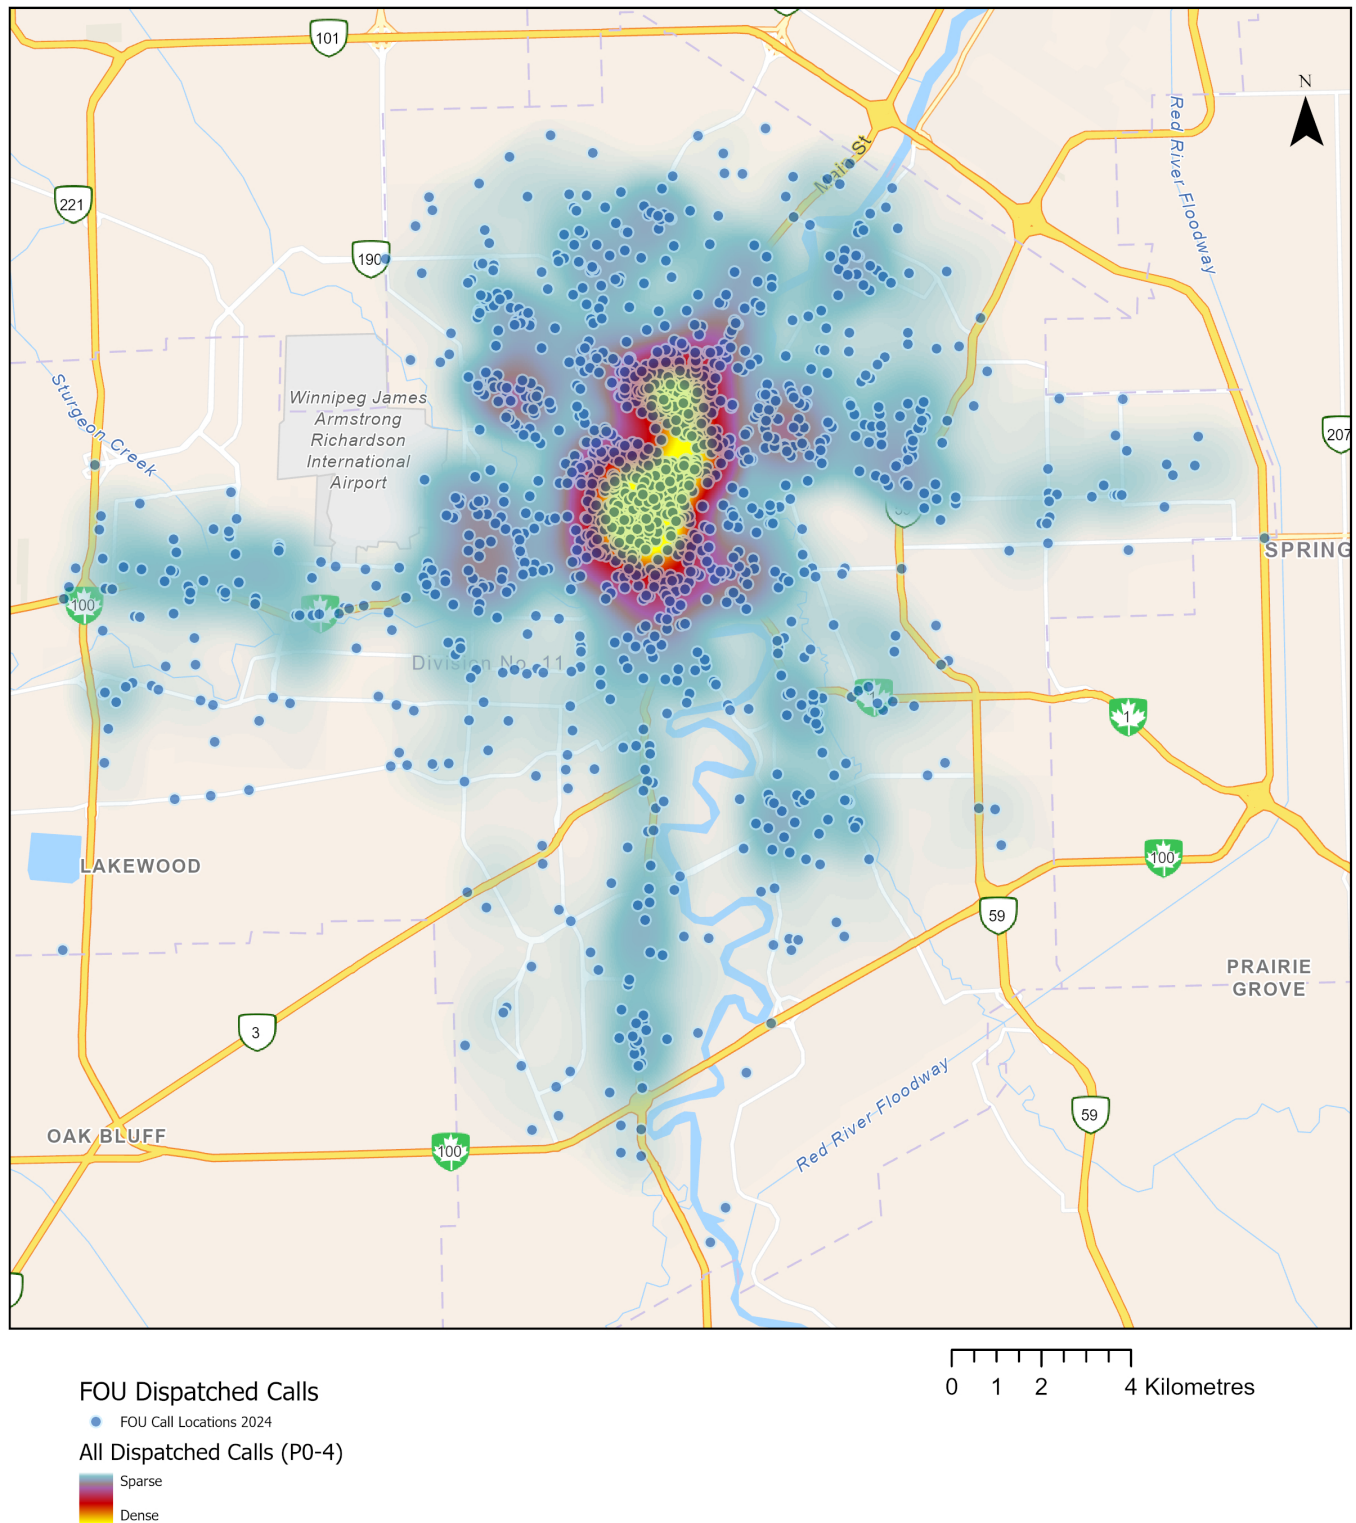 101
N
Main St
Red River Floodway
221
190
Winnipeg James
Armstrong
Richardson
International
Airport
Sturgeon Creek
207
SPRING
100
Division No. 11
1
1
LAKEWOOD
100
59
PRAIRIE
GROVE
3
Red River Floodway
59
OAK BLUFF
100
0 1 2 4 Kilometres
FOU Dispatched Calls
FOU Call Locations 2024
All Dispatched Calls (P0-4)
Sparse
Dense